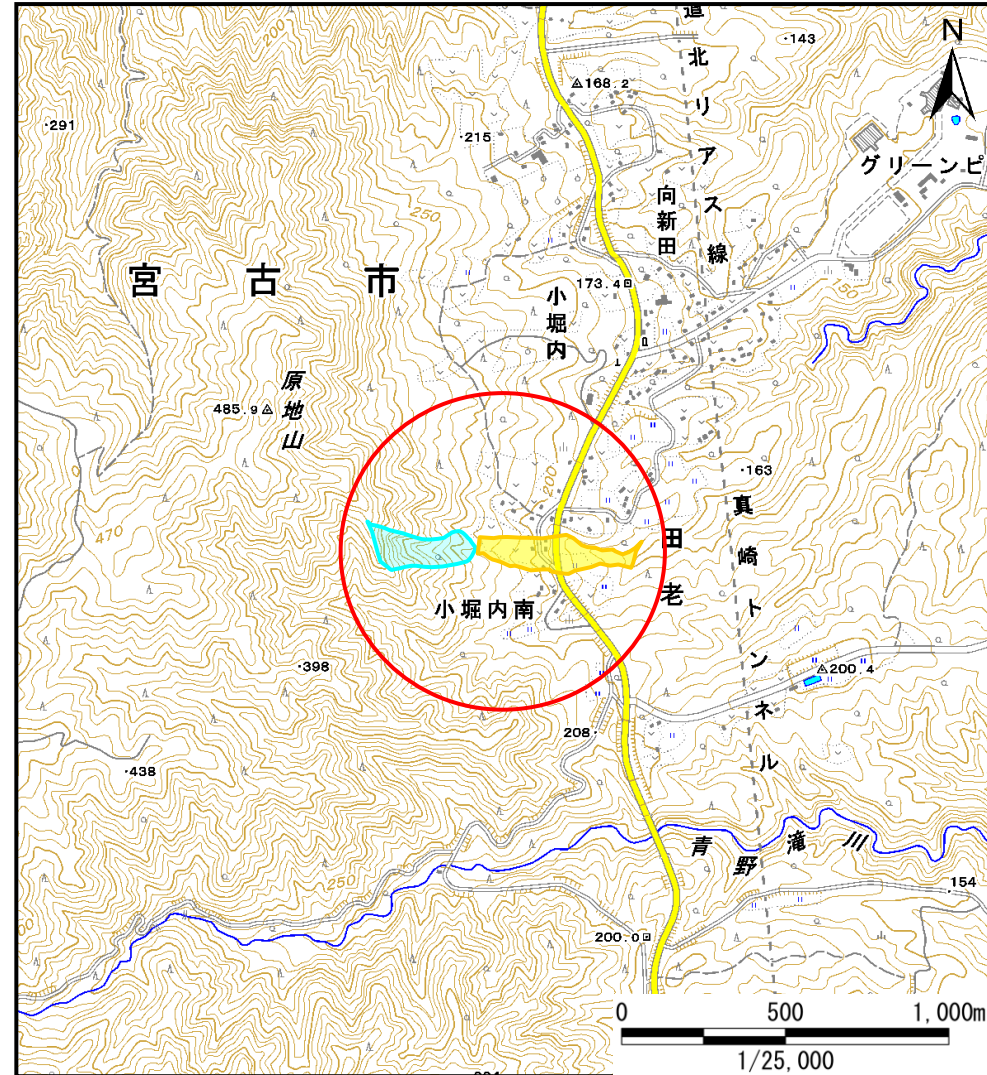 道北リアス線
N
200
・143
△168.2
・291
・215
グリーンピ
250
向新田
宮古市
173.4
150
小堀内
原地山
485.9△
200
・163
真崎トンネル
田老
小堀内南
・398
△200.4
208・
・438
青野滝川
250
・154
200.0
0 500 1,000m
1/25,000